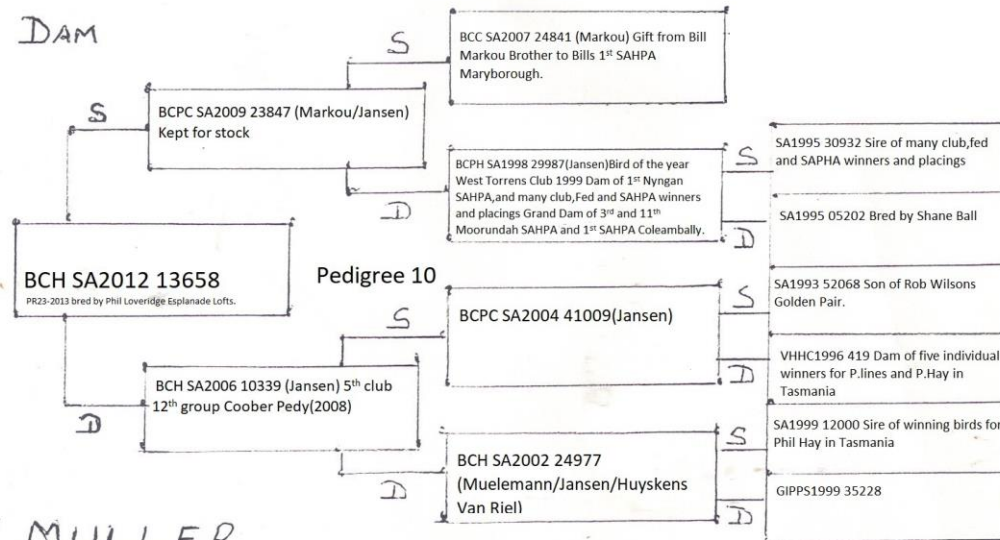 DAM
S
BCC SA2007 24841 (Markou) Gift from Bill
Markou Brother to Bills 1st SAHPA
Maryborough.
S
BCPC SA2009 23847 (Markou/Jansen)
Kept for stock
D
BCPH SA1998 29987(Jansen)Bird of the year
West Torrens Club 1999 Dam of 1st Nyngan
SAHPA,and many club,Fed and SAHPA winners
and placings Grand Dam of 3rd and 11th
Moorundah SAHPA and 1st SAHPA Coleambally.
S
SA1995 30932 Sire of many club,fed
and SAPHA winners and placings
D
SA1995 05202 Bred by Shane Ball
BCH SA2012 13658
PR23-2013 bred by Phil Loveridge Esplanade Lofts.
Pedigree 10
S
BCPC SA2004 41009(Jansen)
S
SA1993 52068 Son of Rob Wilsons
Golden Pair.
D
VHHC1996 419 Dam of five individual
winners for P.lines and P.Hay in
Tasmania
D
BCH SA2006 10339 (Jansen) 5th club
12th group Coober Pedy(2008)
D
BCH SA2002 24977
(Muelemann/Jansen/Huyskens
Van Riel)
S
SA1999 12000 Sire of winning birds for
Phil Hay in Tasmania
D
GIPPS1999 35228
MULLER